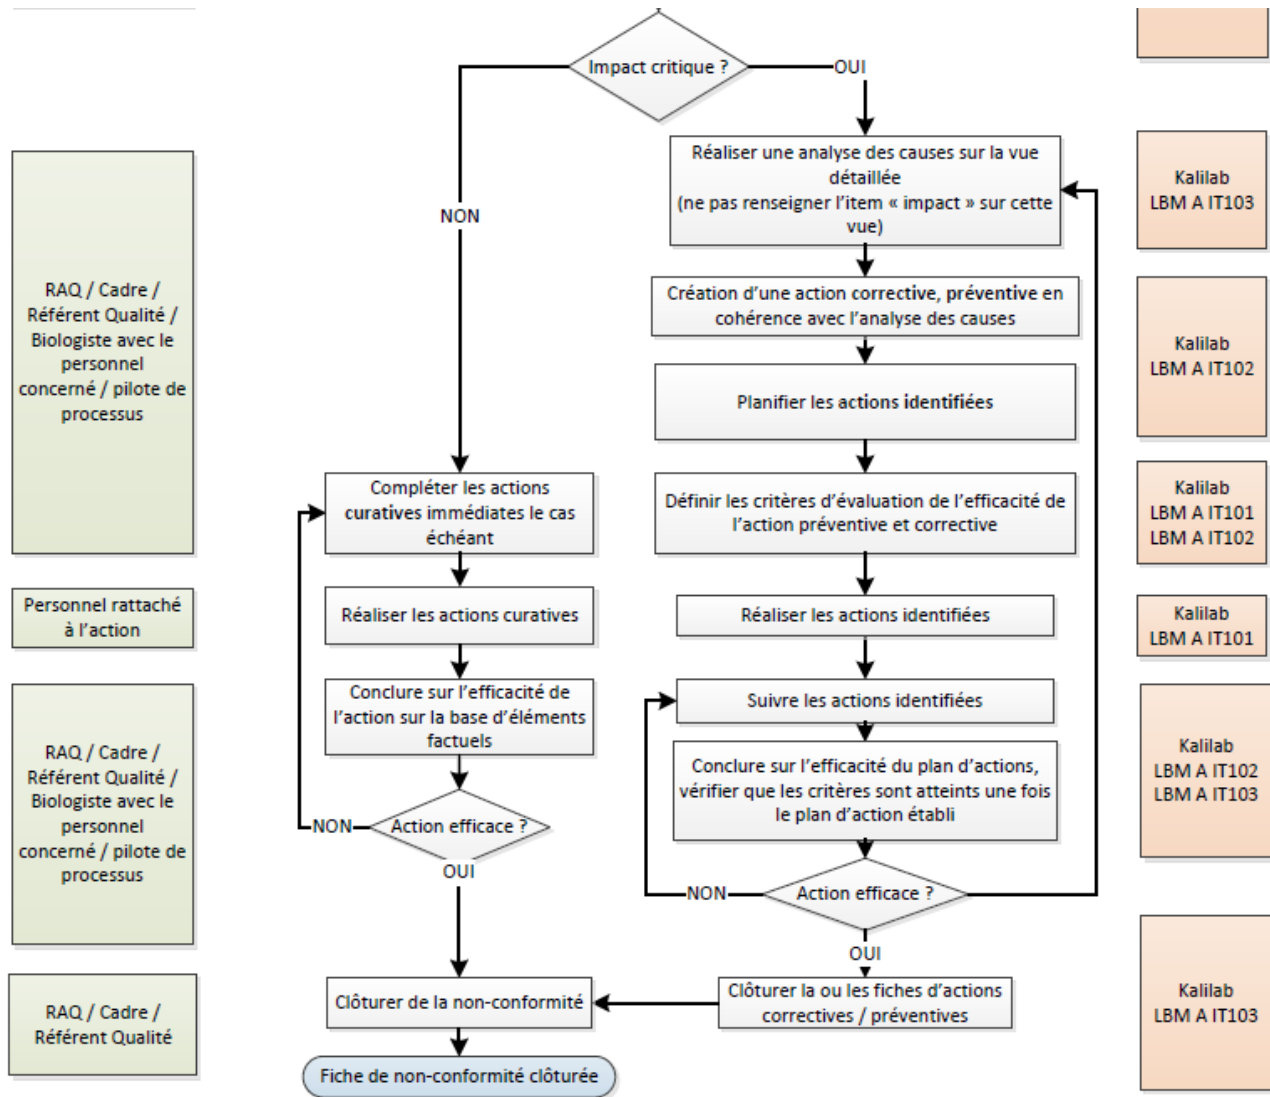 Impact critique ?
OUI
NON
Réaliser une analyse des causes sur la vue
détaillée
(ne pas renseigner l'item « impact » sur cette
vue)
Kalilab
LBM A IT103
RAQ / Cadre /
Référent Qualité /
Biologiste avec le
personnel
concerné / pilote de
processus
Création d'une action corrective, préventive en
cohérence avec l'analyse des causes
Kalilab
LBM A IT102
Planifier les actions identifiées
Compléter les actions
curatives immédiates le cas
échéant
Définir les critères d'évaluation de l'efficacité de
l'action préventive et corrective
Kalilab
LBM A IT101
LBM A IT102
Personnel rattaché
à l'action
Réaliser les actions curatives
Réaliser les actions identifiées
Kalilab
LBM A IT101
RAQ / Cadre /
Référent Qualité /
Biologiste avec le
personnel
concerné / pilote de
processus
Conclure sur l'efficacité de
l'action sur la base d'éléments
factuels
Suivre les actions identifiées
Conclure sur l'efficacité du plan d'actions,
vérifier que les critères sont atteints une fois
le plan d'action établi
Kalilab
LBM A IT102
LBM A IT103
NON
Action efficace ?
OUI
NON
Action efficace ?
OUI
RAQ / Cadre /
Référent Qualité
Clôturer de la non-conformité
Clôturer la ou les fiches d'actions
correctives / préventives
Kalilab
LBM A IT103
Fiche de non-conformité clôturée